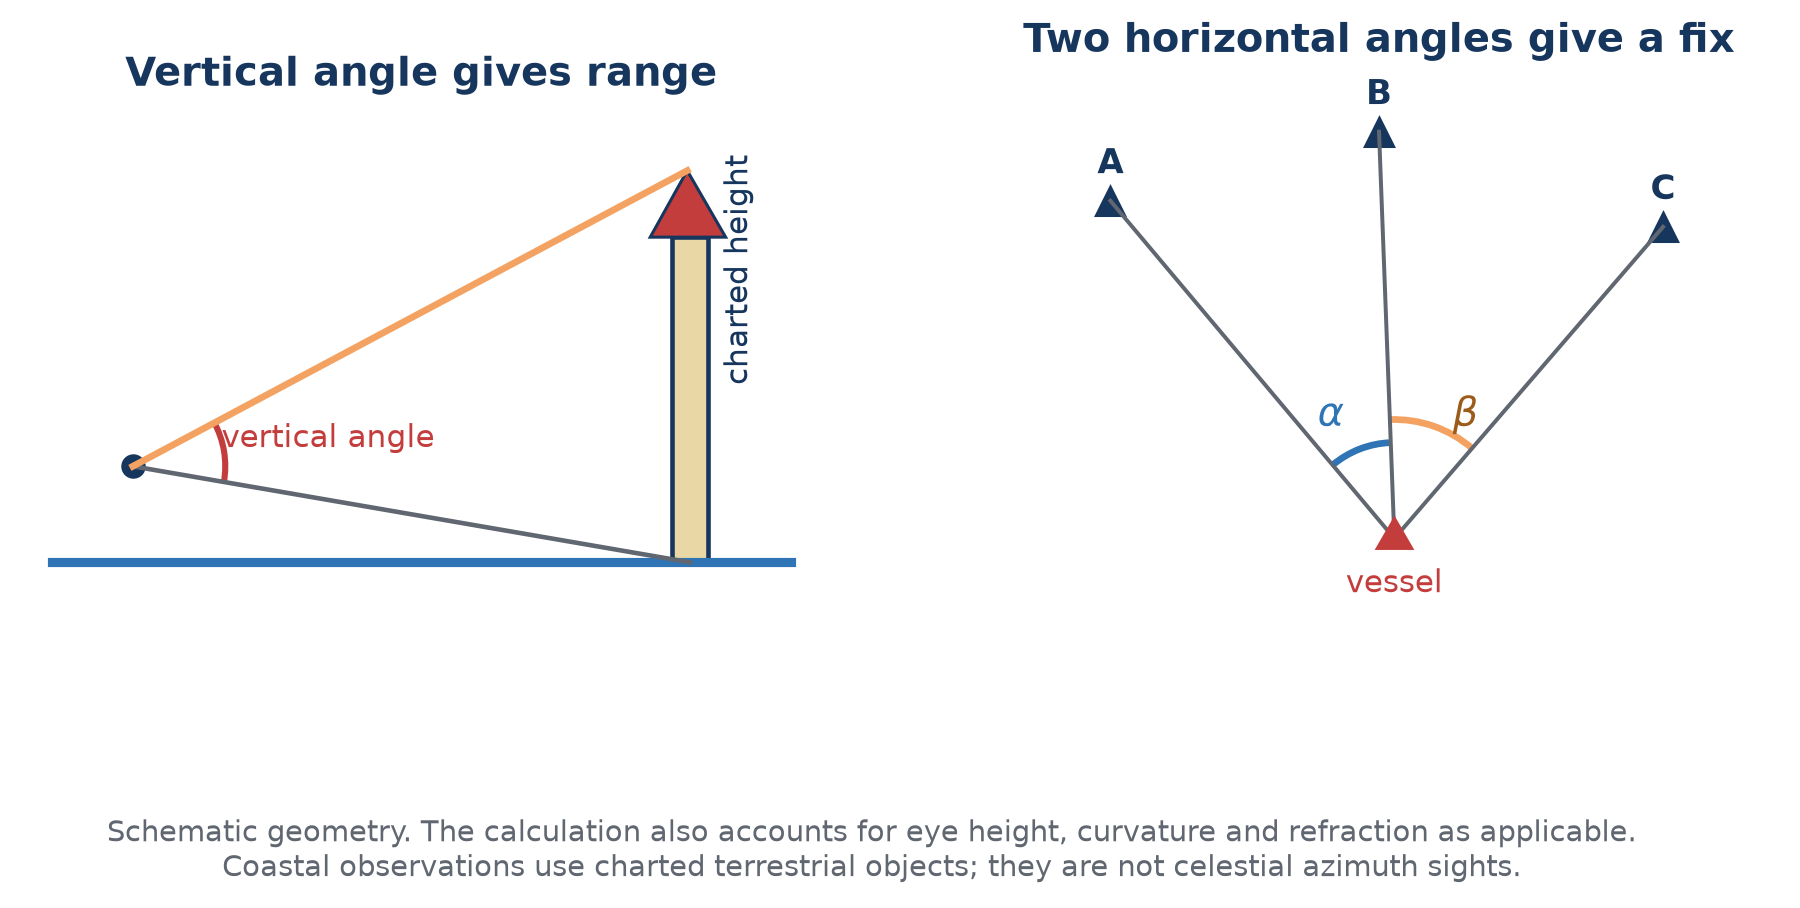 Vertical angle gives range
charted height
vertical angle
Two horizontal angles give a fix
B
A
C
α
β
vessel
Schematic geometry. The calculation also accounts for eye height, curvature and refraction as applicable.
Coastal observations use charted terrestrial objects; they are not celestial azimuth sights.